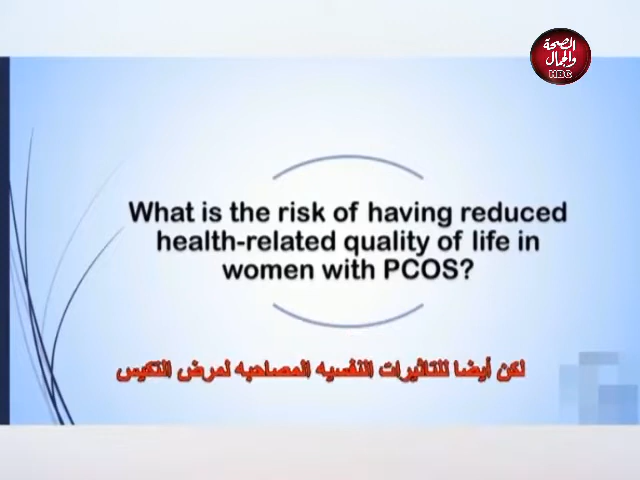 الصحة
والجمال
HBC
What is the risk of having reduced
health-related quality of life in
women with PCOS?
لكن أيضا للتاثيرات النفسيه المصاحبه لمرض التكيس